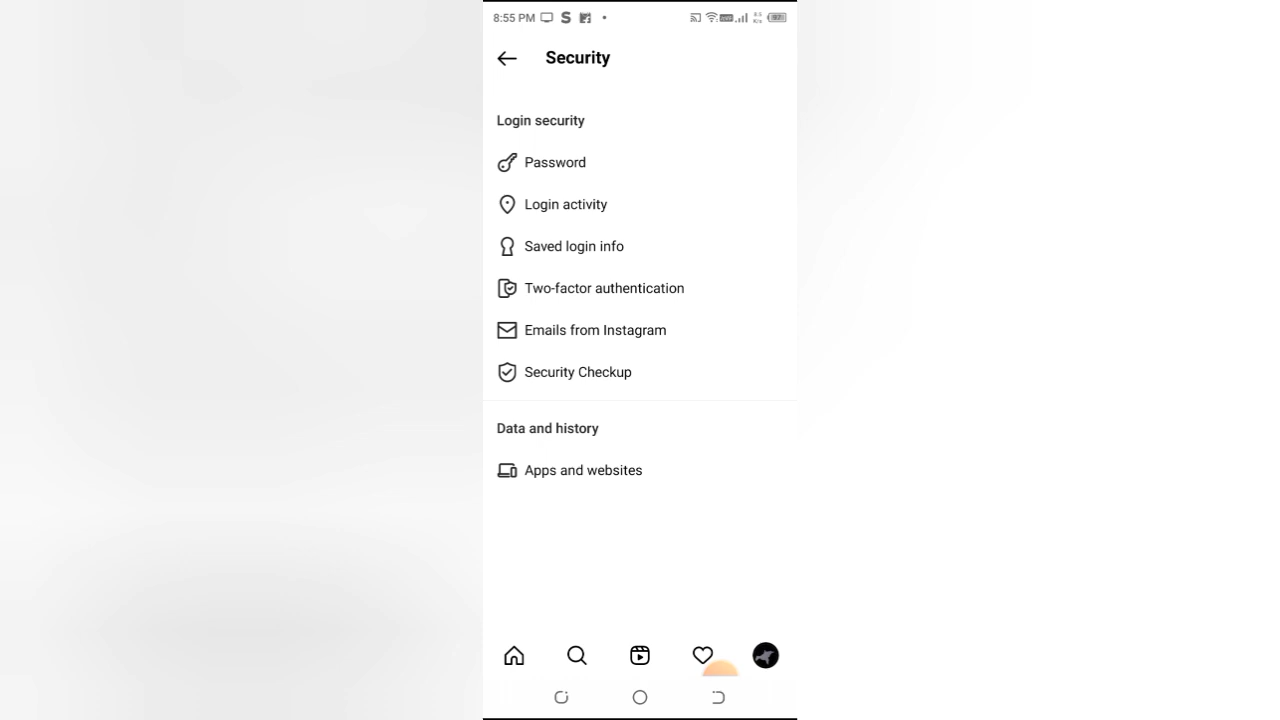 8:55 PM
Security
Login security
Password
Login activity
Saved login info
Two-factor authentication
Emails from Instagram
Security Checkup
Data and history
Apps and websites